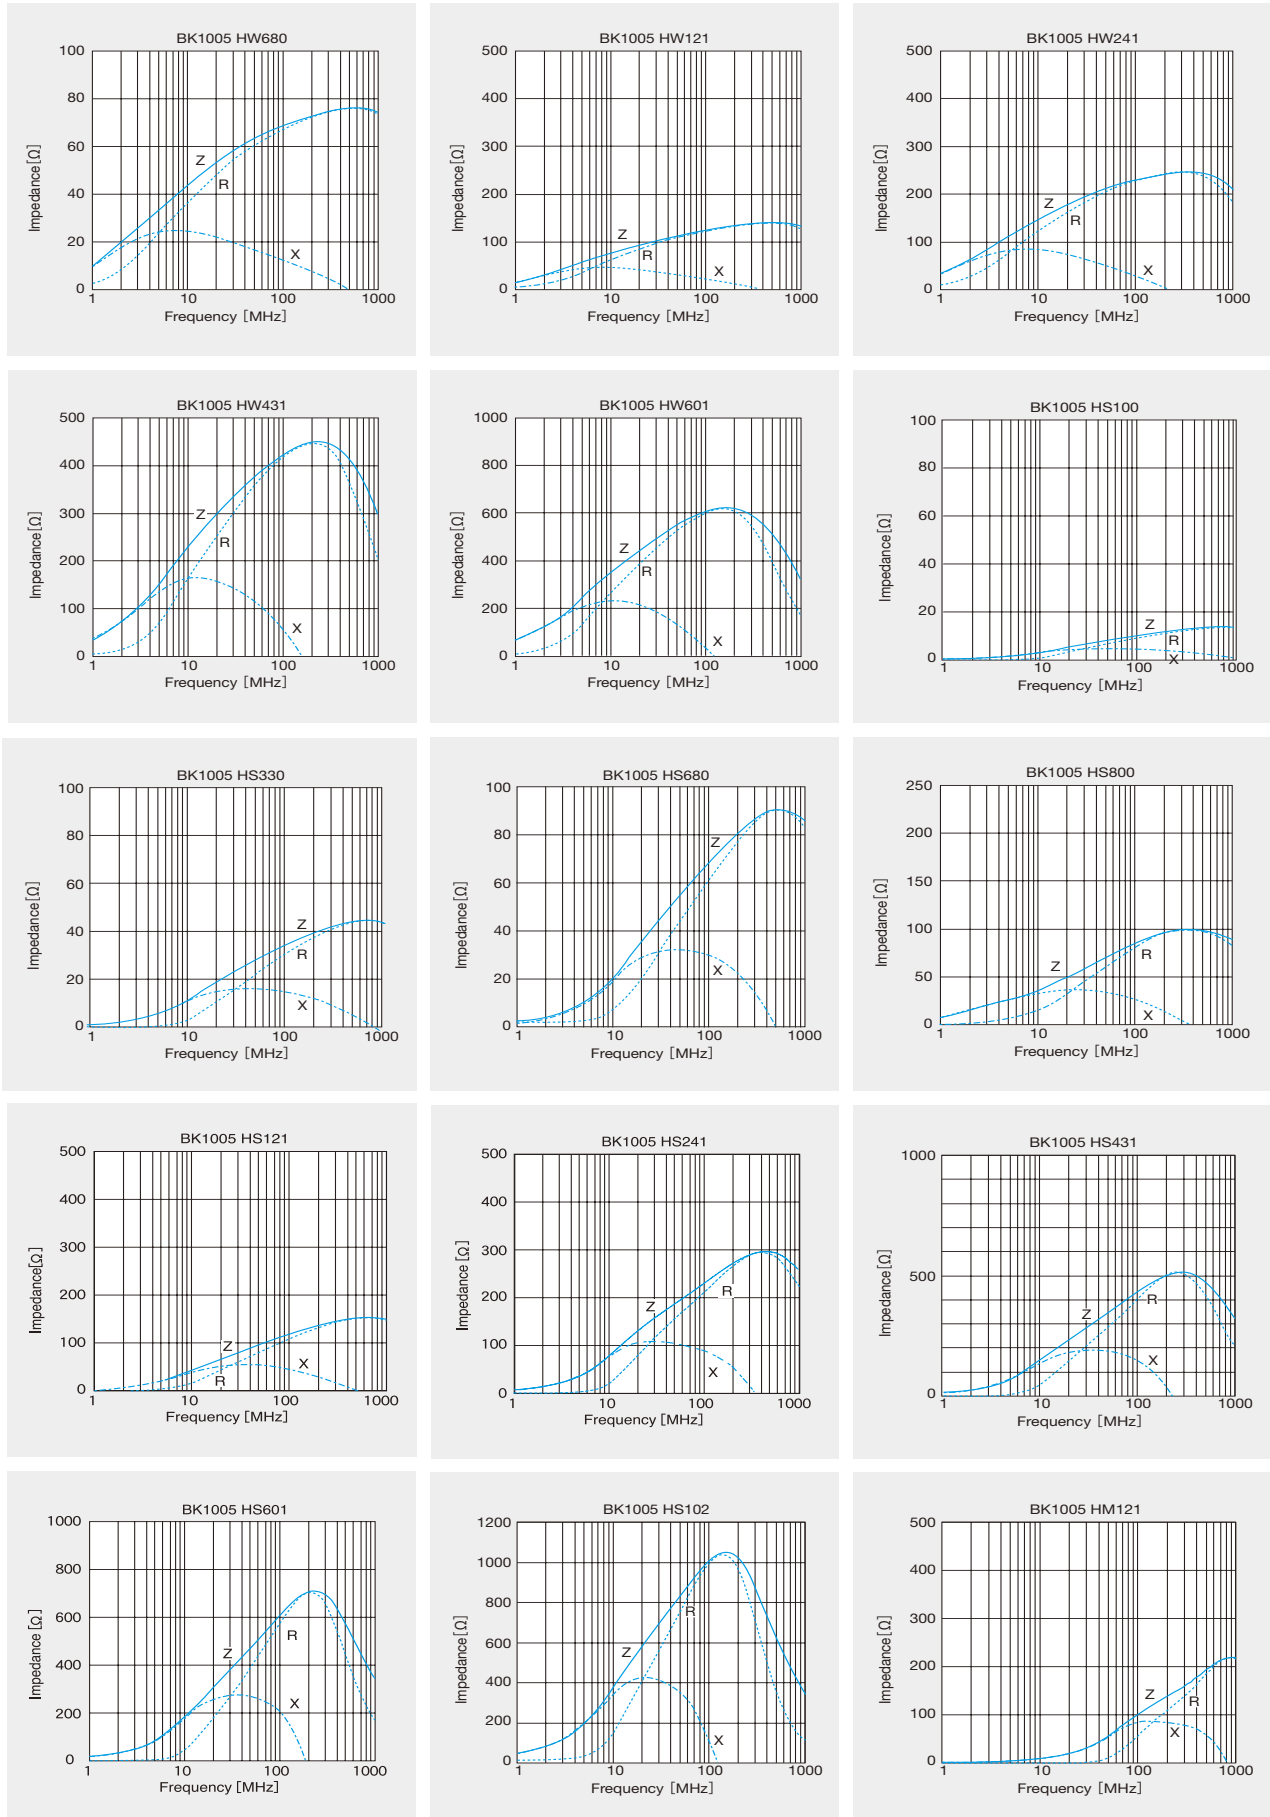 BK1005 HW680
100
80
60
40
20
0
Impedance[Ω]
Z
R
X
1 10 100 1000
Frequency [MHz]
BK1005 HW121
500
400
300
200
100
0
Impedance[Ω]
Z
R
X
1 10 100 1000
Frequency [MHz]
BK1005 HW241
500
400
300
200
100
0
Impedance[Ω]
Z
R
X
1 10 100 1000
Frequency [MHz]
BK1005 HW431
500
400
300
200
100
0
Impedance[Ω]
Z
R
X
1 10 100 1000
Frequency [MHz]
BK1005 HW601
1000
800
600
400
200
0
Impedance[Ω]
Z
R
X
1 10 100 1000
Frequency [MHz]
BK1005 HS100
100
80
60
40
20
0
Impedance[Ω]
Z
R
X
1 10 100 1000
Frequency [MHz]
BK1005 HS330
100
80
60
40
20
0
Impedance[Ω]
Z
R
X
1 10 100 1000
Frequency [MHz]
BK1005 HS680
100
80
60
40
20
0
Impedance[Ω]
Z
R
X
1 10 100 1000
Frequency [MHz]
BK1005 HS800
250
200
150
100
50
0
Impedance[Ω]
Z
R
X
1 10 100 1000
Frequency [MHz]
BK1005 HS121
500
400
300
200
100
0
Impedance[Ω]
Z
R
X
1 10 100 1000
Frequency [MHz]
BK1005 HS241
500
400
300
200
100
0
Impedance [Ω]
Z
R
X
1 10 100 1000
Frequency [MHz]
BK1005 HS431
1000
500
0
Impedance[Ω]
Z
R
X
1 10 100 1000
Frequency [MHz]
BK1005 HS601
1000
800
600
400
200
0
Impedance [Ω]
Z
R
X
1 10 100 1000
Frequency [MHz]
BK1005 HS102
1200
1000
800
600
400
200
0
Impedance[Ω]
Z
R
X
1 10 100 1000
Frequency [MHz]
BK1005 HM121
500
400
300
200
100
0
Impedance[Ω]
Z
R
X
1 10 100 1000
Frequency [MHz]